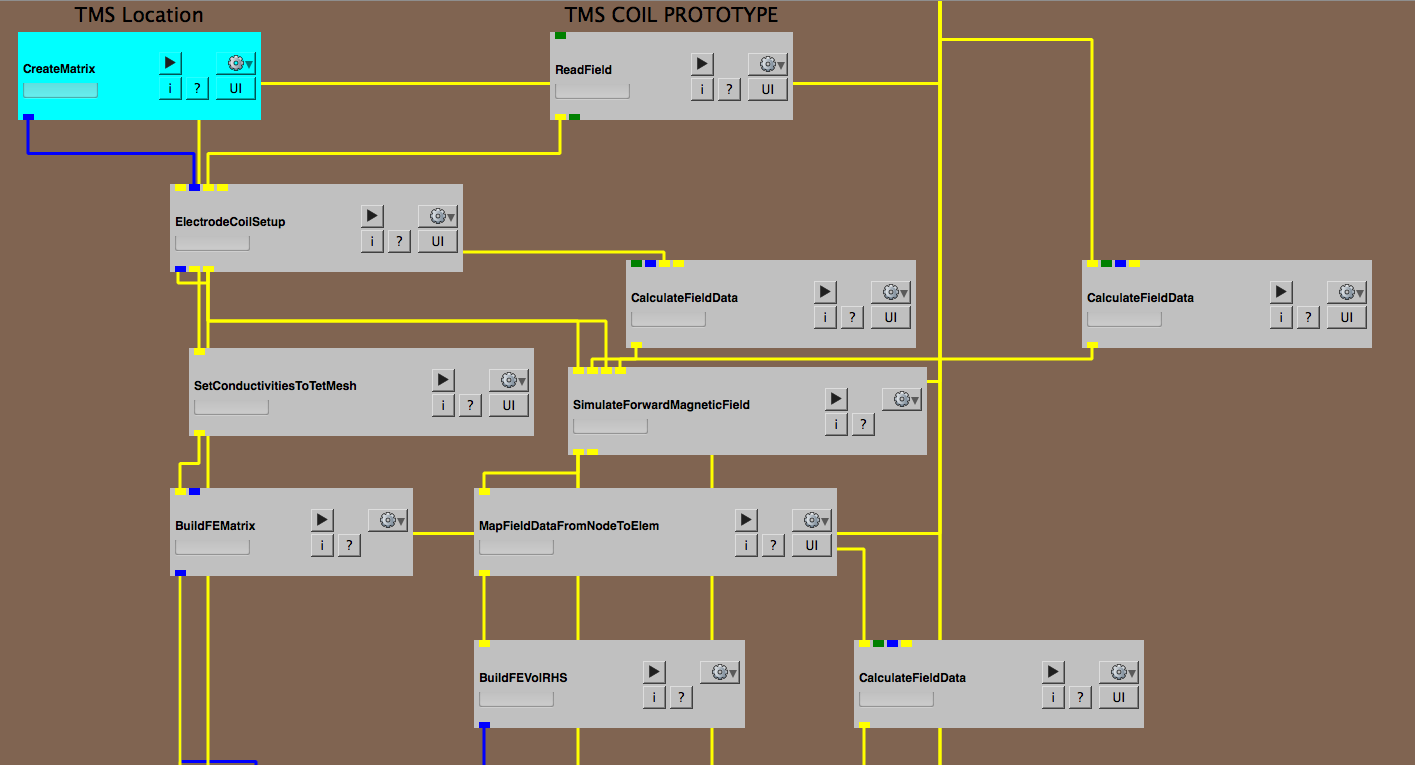 TMS Location
TMS COIL PROTOTYPE
CreateMatrix
i ? UI
ReadField
i ? UI
ElectrodeCoilSetup
i ? UI
CalculateFieldData
i ? UI
CalculateFieldData
i ? UI
SetConductivitiesToTetMesh
i ? UI
SimulateForwardMagneticField
i ?
BuildFEMatrix
i ?
MapFieldDataFromNodeToElem
i ? UI
BuildFEVolRHS
i ?
CalculateFieldData
i ? UI